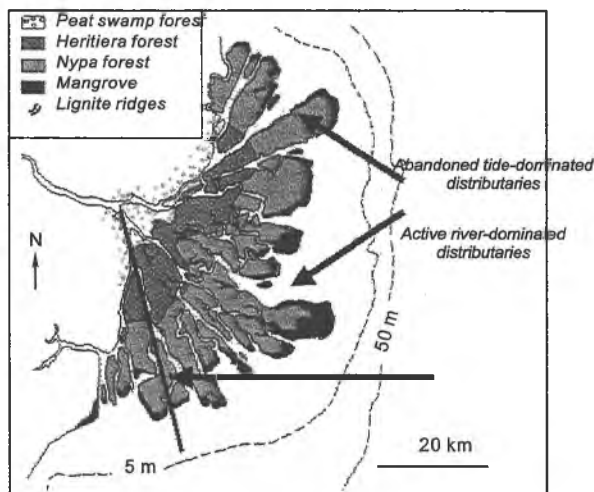 Peat swamp forest
Heritiera forest
Nypa forest
Mangrove
Lignite ridges
Abandoned tide-dominated
distributaries
Active river-dominated
distributaries
N
50 m
5 m
20 km